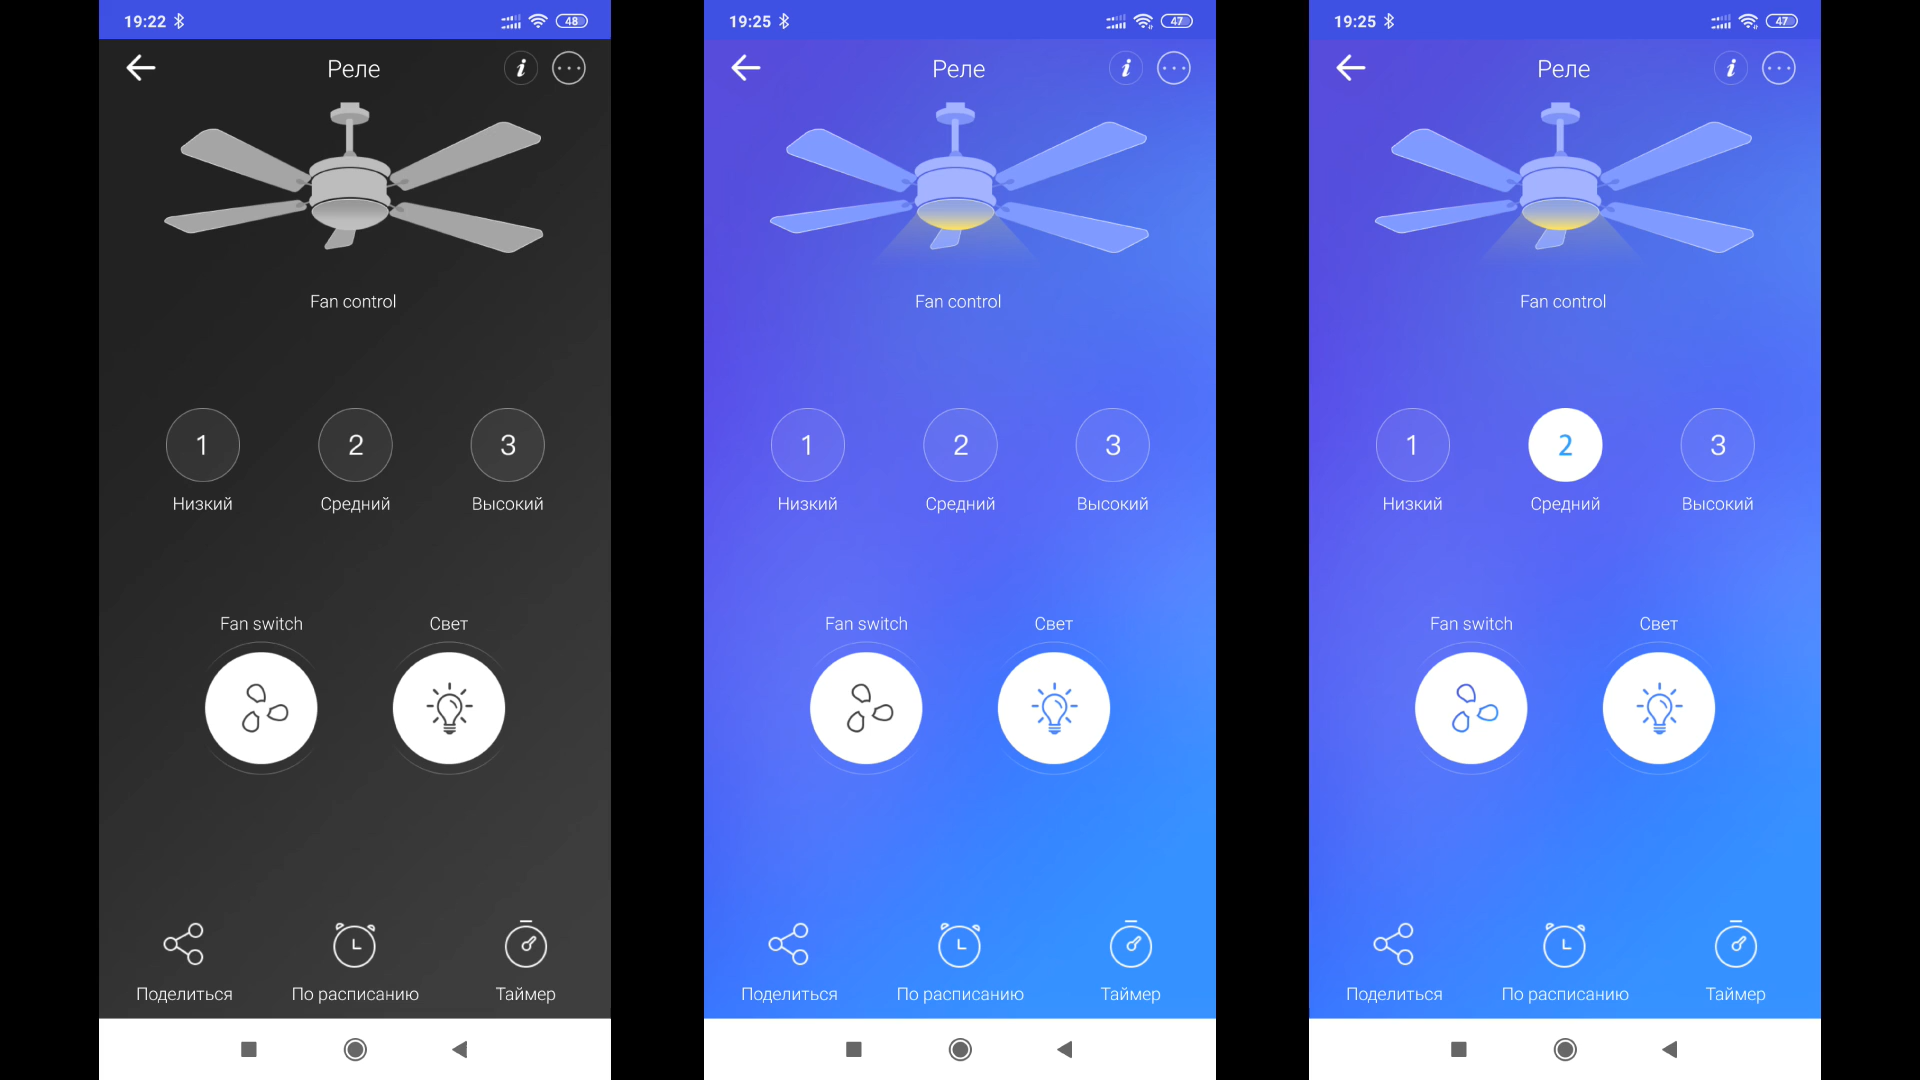 19:22 48
Реле i
Fan control
1 2 3
Низкий Средний Высокий
Fan switch Свет
Поделиться По расписанию Таймер
19:25 47
Реле i
Fan control
1 2 3
Низкий Средний Высокий
Fan switch Свет
Поделиться По расписанию Таймер
19:25 47
Реле i
Fan control
1 2 3
Низкий Средний Высокий
Fan switch Свет
Поделиться По расписанию Таймер